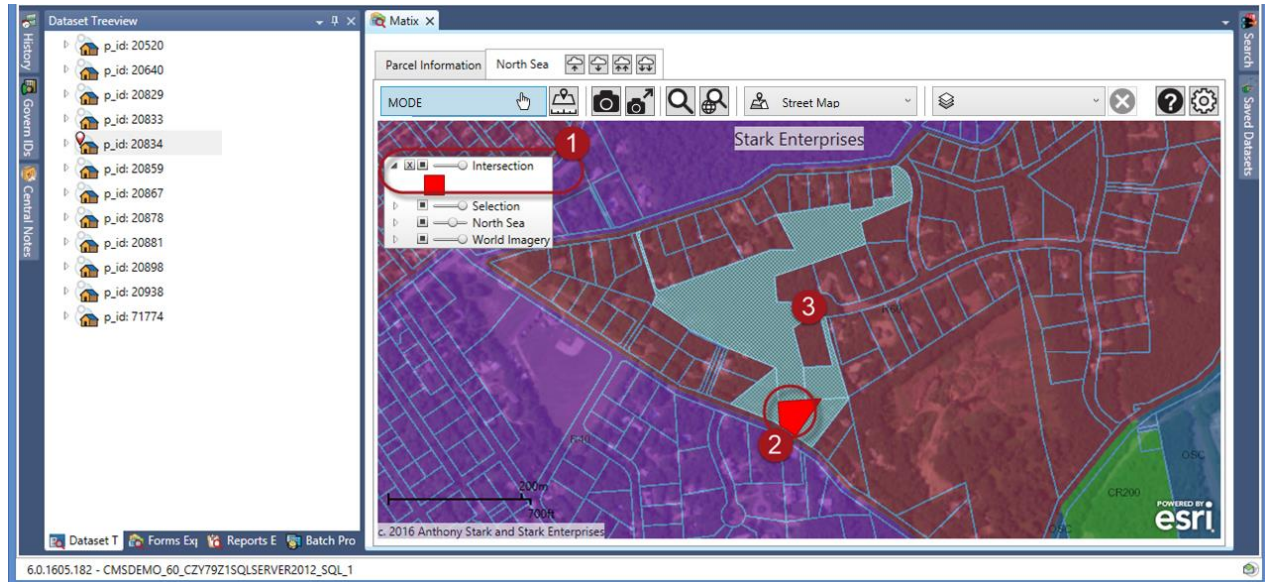 Dataset Treeview
Matix
History
Govern IDs
Central Notes
Search
Saved Datasets
p_id: 20520
p_id: 20640
p_id: 20829
p_id: 20833
p_id: 20834
p_id: 20859
p_id: 20867
p_id: 20878
p_id: 20881
p_id: 20898
p_id: 20938
p_id: 71774
Parcel Information North Sea
MODE
Street Map
Stark Enterprises
1
X Intersection
Selection
North Sea
World Imagery
3
2
OSC
CR200
200m
700ft
POWERED BY
esri
c. 2016 Anthony Stark and Stark Enterprises
Dataset T Forms Exp Reports E Batch Pro
6.0.1605.182 - CMSDEMO_60_CZY79Z1SQLSERVER2012_SQL_1